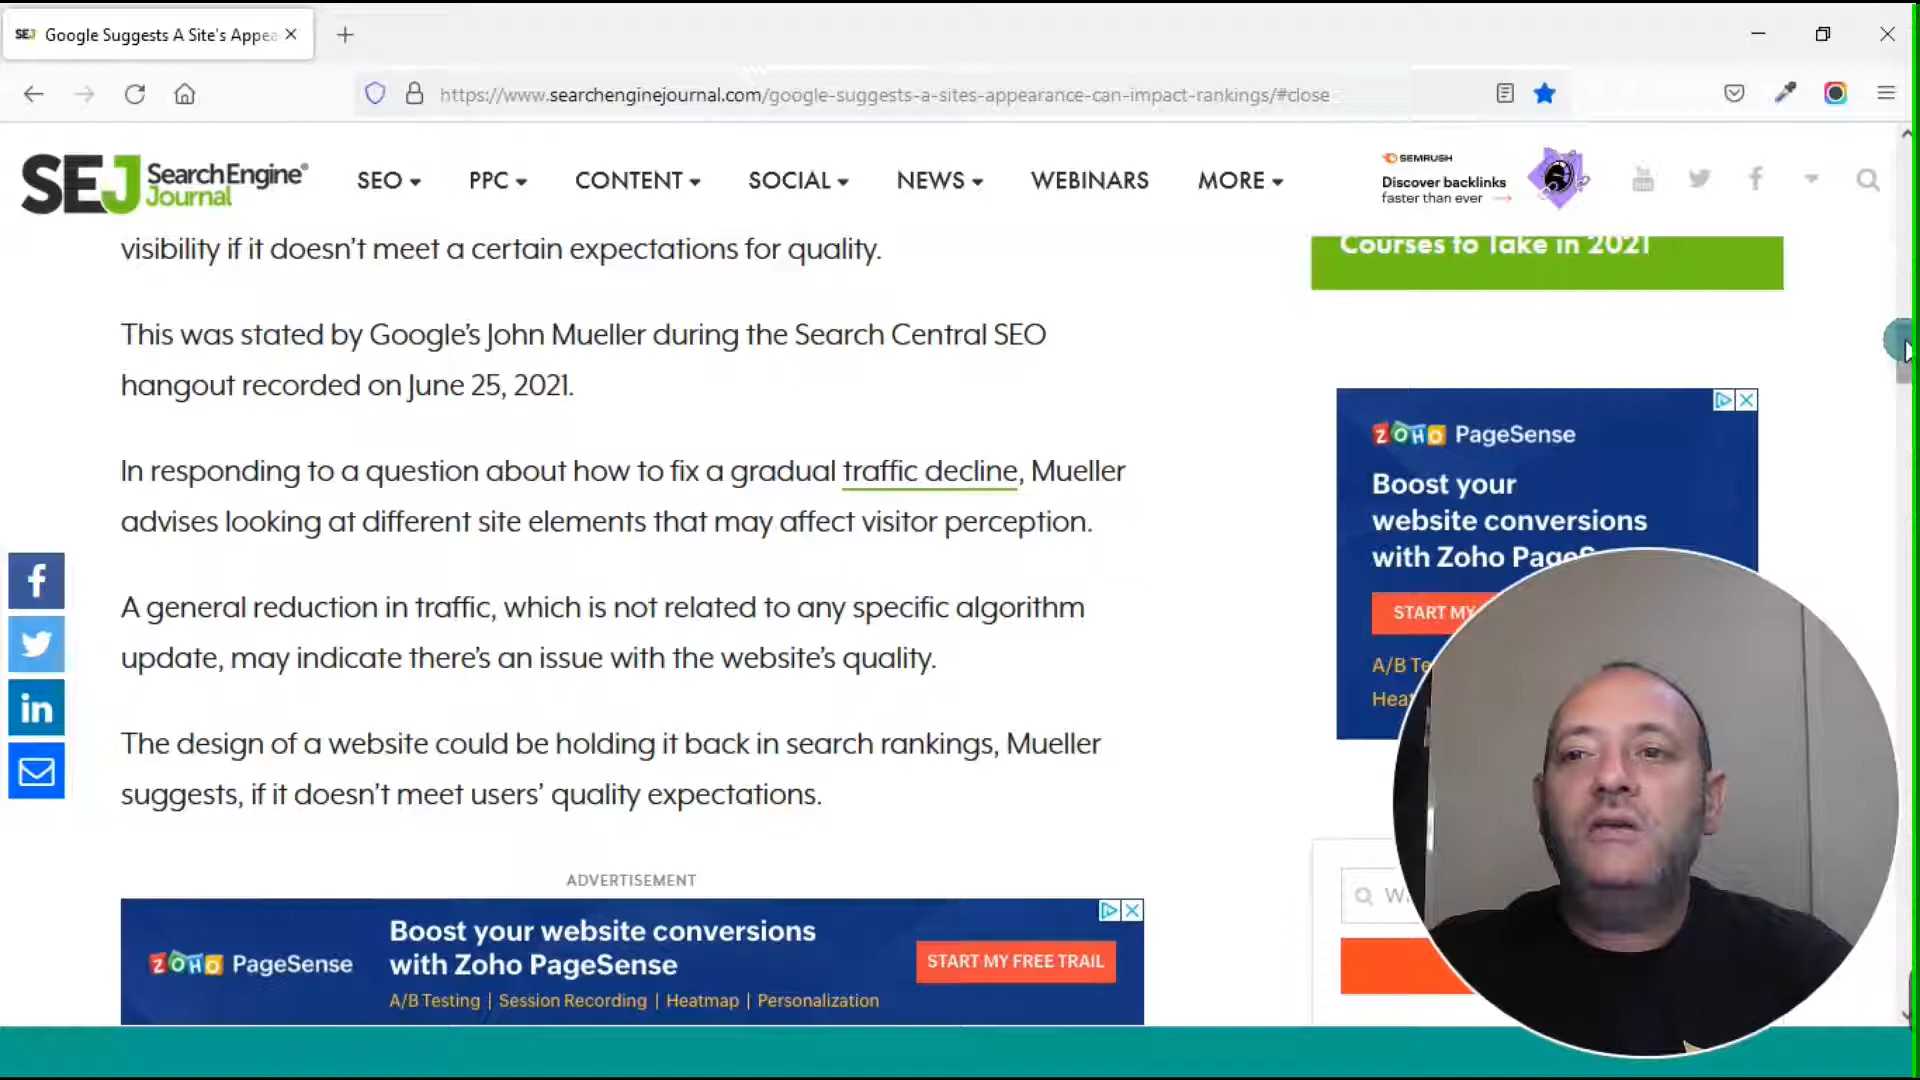 SEJ Google Suggests A Site's Appea
https://www.searchenginejournal.com/google-suggests-a-sites-appearance-can-impact-rankings/#close
SEJ SearchEngine® Journal
SEO PPC CONTENT SOCIAL NEWS WEBINARS MORE
SEMRUSH
Discover backlinks
faster than ever →
visibility if it doesn't meet a certain expectations for quality.
Courses to Take in 2021
This was stated by Google's John Mueller during the Search Central SEO
hangout recorded on June 25, 2021.
In responding to a question about how to fix a gradual traffic decline, Mueller
advises looking at different site elements that may affect visitor perception.
A general reduction in traffic, which is not related to any specific algorithm
update, may indicate there's an issue with the website's quality.
The design of a website could be holding it back in search rankings, Mueller
suggests, if it doesn't meet users' quality expectations.
ZOHO PageSense
Boost your
website conversions
with Zoho PageS
START MY
A/B Te
Heat
ADVERTISEMENT
ZOHO PageSense
Boost your website conversions
with Zoho PageSense
A/B Testing | Session Recording | Heatmap | Personalization
START MY FREE TRAIL